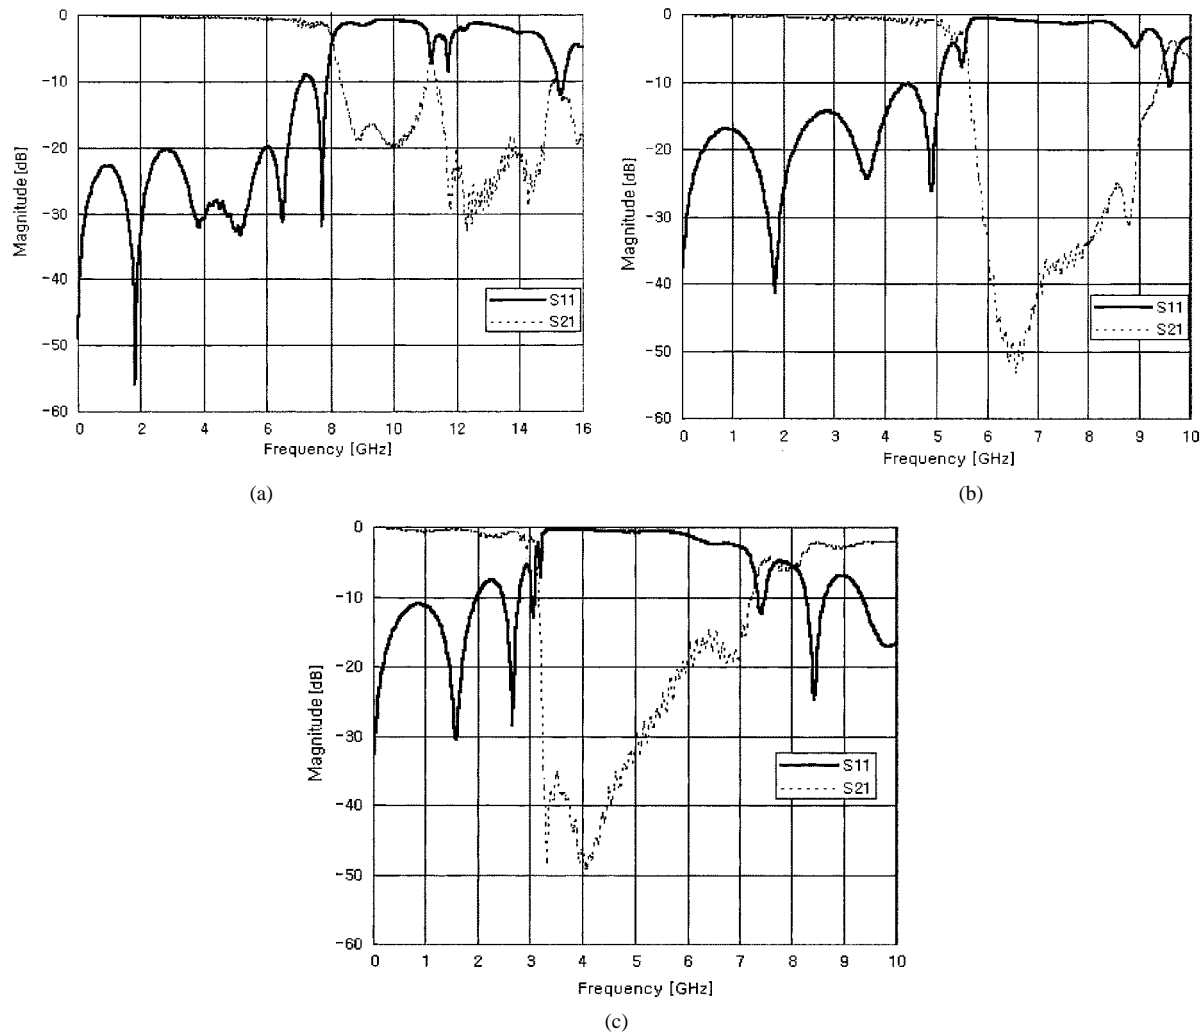 0
-10
-20
-30
-40
-50
-60
Magnitude [dB]
S11
S21
0 2 4 6 8 10 12 14 16
Frequency [GHz]
(a)
0
-10
-20
-30
-40
-50
-60
Magnitude [dB]
S11
S21
0 1 2 3 4 5 6 7 8 9 10
Frequency [GHz]
(b)
0
-10
-20
-30
-40
-50
-60
Magnitude [dB]
S11
S21
0 1 2 3 4 5 6 7 8 9 10
Frequency [GHz]
(c)